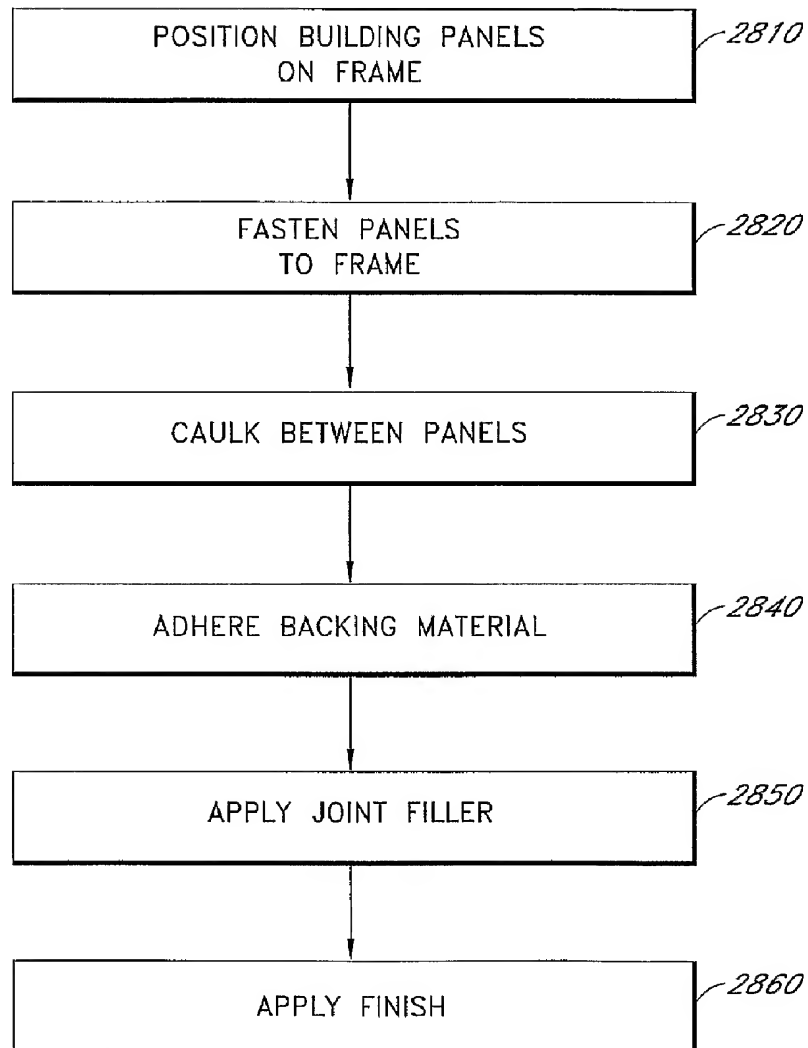 POSITION BUILDING PANELS
ON FRAME
2810
FASTEN PANELS
TO FRAME
2820
CAULK BETWEEN PANELS
2830
ADHERE BACKING MATERIAL
2840
APPLY JOINT FILLER
2850
APPLY FINISH
2860